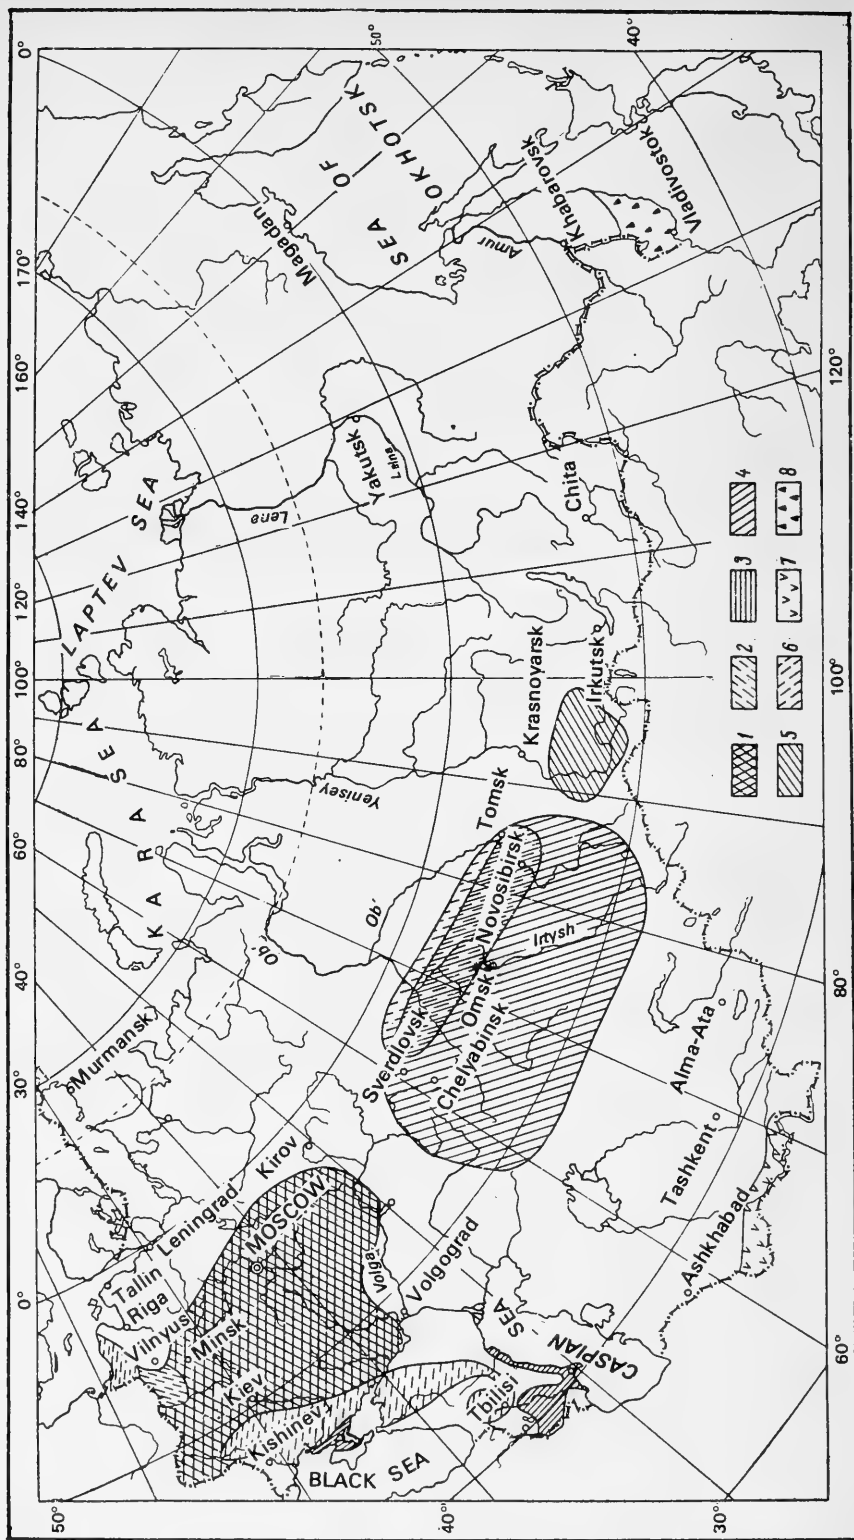 0°
170°
160°
140°
120°
100°
80°
60°
40°
30°
0°
50°
50°
40°
120°
100°
80°
60°
30°
40°
LAPTEV SEA
KARA SEA
SEA OF OKHOTSK
Magadan
Khabarovsk
Vladivostok
Amur
Yakutsk
Lena
Lena
Chita
Irkutsk
Krasnoyarsk
Yenisey
Tomsk
Novosibirsk
Ob'
Ob'
Ob'
Irtysh
Omsk
Chelyabinsk
Sverdlovsk
Murmansk
Kirov
Leningrad
MOSCOW
Tallin
Riga
Vilnyus
Minsk
Kiev
Kishinev
Volga
Volgograd
BLACK SEA
Tbilisi
CASPIAN SEA
Ashkhabad
Tashkent
Alma-Ata
1
2
3
4
5
6
7
8